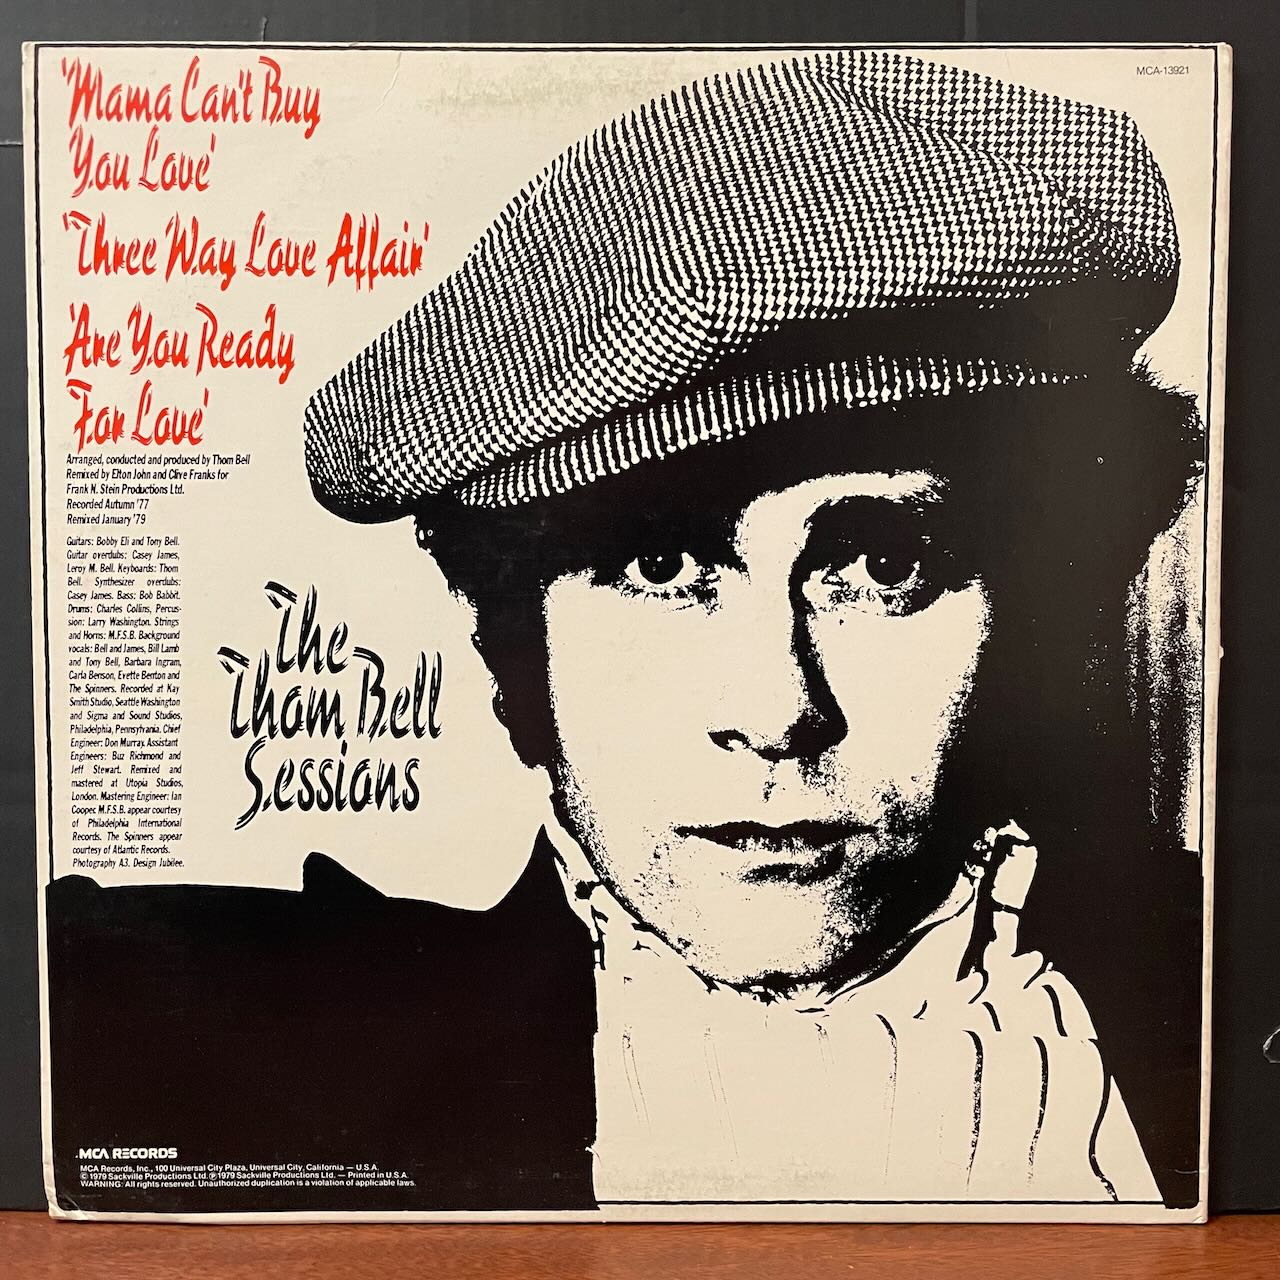 'Mama Can't Buy
You Love'
'Three Way Love Affair'
'Are You Ready
For Love'
MCA-13921
Arranged, conducted and produced by Thom Bell
Remixed by Elton John and Clive Franks for
Frank N. Stein Productions Ltd.
Recorded Autumn '77
Remixed January '79
Guitars: Bobby Eli and Tony Bell.
Guitar overdubs: Casey James,
Leroy M. Bell. Keyboards: Thom
Bell. Synthesizer overdubs:
Casey James. Bass: Bob Babbit.
Drums: Charles Collins, Percus-
sion: Larry Washington. Strings
and Horns: M.F.S.B. Background
vocals: Bell and James, Bill Lamb
and Tony Bell, Barbara Ingram,
Carla Benson, Evette Benton and
The Spinners. Recorded at Kay
Smith Studio, Seattle Washington
and Sigma and Sound Studios,
Philadelphia, Pennsylvania. Chief
Engineer: Don Murray. Assistant
Engineers: Buz Richmond and
Jeff Stewart. Remixed and
mastered at Utopia Studios,
London. Mastering Engineer: Ian
Cooper. M.F.S.B. appear courtesy
of Philadelphia International
Records. The Spinners appear
courtesy of Atlantic Records.
Photography A3. Design Jubilee.
The
Thom Bell
Sessions
MCA RECORDS
MCA Records, Inc., 100 Universal City Plaza, Universal City, California — U.S.A.
© 1979 Sackville Productions Ltd. ℗ 1979 Sackville Productions Ltd. — Printed in U.S.A.
WARNING: All rights reserved. Unauthorized duplication is a violation of applicable laws.